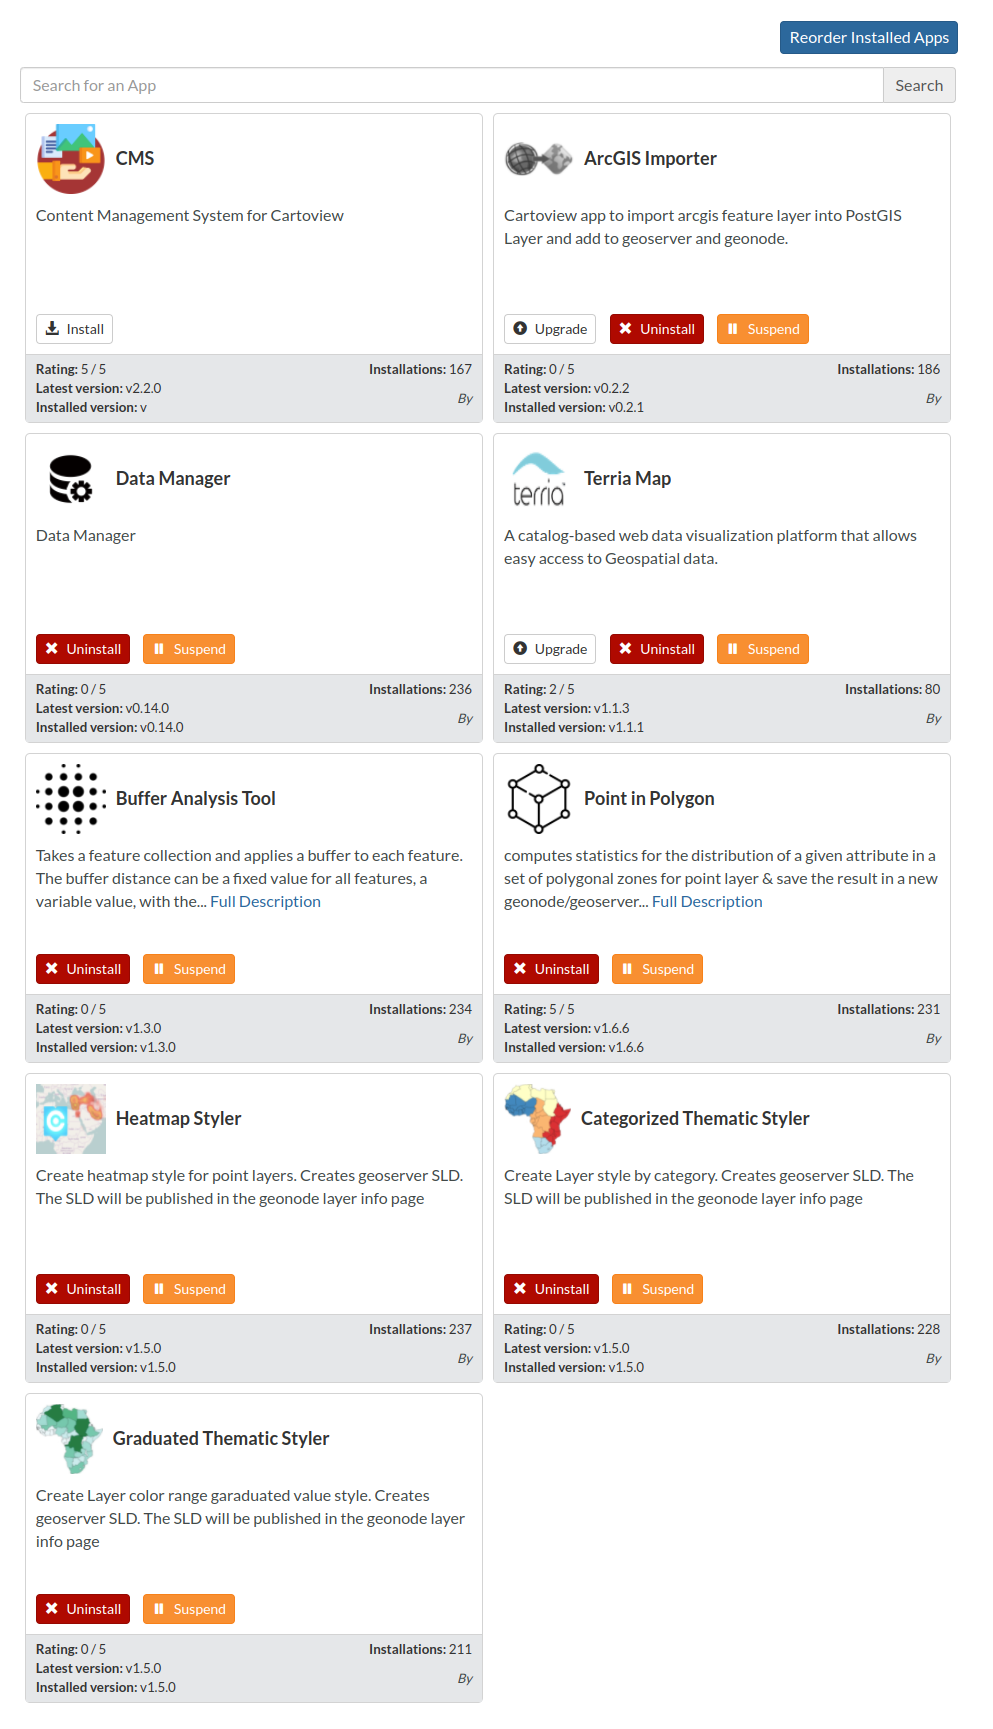 Reorder Installed Apps
Search for an App
Search
CMS
Content Management System for Cartoview
Install
Rating: 5 / 5
Installations: 167
Latest version: v2.2.0
Installed version: v
By
ArcGIS Importer
Cartoview app to import arcgis feature layer into PostGIS
Layer and add to geoserver and geonode.
Upgrade
Uninstall
Suspend
Rating: 0 / 5
Installations: 186
Latest version: v0.2.2
Installed version: v0.2.1
By
Data Manager
Data Manager
Uninstall
Suspend
Rating: 0 / 5
Installations: 236
Latest version: v0.14.0
Installed version: v0.14.0
By
terria
Terria Map
A catalog-based web data visualization platform that allows
easy access to Geospatial data.
Upgrade
Uninstall
Suspend
Rating: 2 / 5
Installations: 80
Latest version: v1.1.3
Installed version: v1.1.1
By
Buffer Analysis Tool
Takes a feature collection and applies a buffer to each feature.
The buffer distance can be a fixed value for all features, a
variable value, with the... Full Description
Uninstall
Suspend
Rating: 0 / 5
Installations: 234
Latest version: v1.3.0
Installed version: v1.3.0
By
Point in Polygon
computes statistics for the distribution of a given attribute in a
set of polygonal zones for point layer & save the result in a new
geonode/geoserver... Full Description
Uninstall
Suspend
Rating: 5 / 5
Installations: 231
Latest version: v1.6.6
Installed version: v1.6.6
By
Heatmap Styler
Create heatmap style for point layers. Creates geoserver SLD.
The SLD will be published in the geonode layer info page
Uninstall
Suspend
Rating: 0 / 5
Installations: 237
Latest version: v1.5.0
Installed version: v1.5.0
By
Categorized Thematic Styler
Create Layer style by category. Creates geoserver SLD. The
SLD will be published in the geonode layer info page
Uninstall
Suspend
Rating: 0 / 5
Installations: 228
Latest version: v1.5.0
Installed version: v1.5.0
By
Graduated Thematic Styler
Create Layer color range garaduated value style. Creates
geoserver SLD. The SLD will be published in the geonode layer
info page
Uninstall
Suspend
Rating: 0 / 5
Installations: 211
Latest version: v1.5.0
Installed version: v1.5.0
By